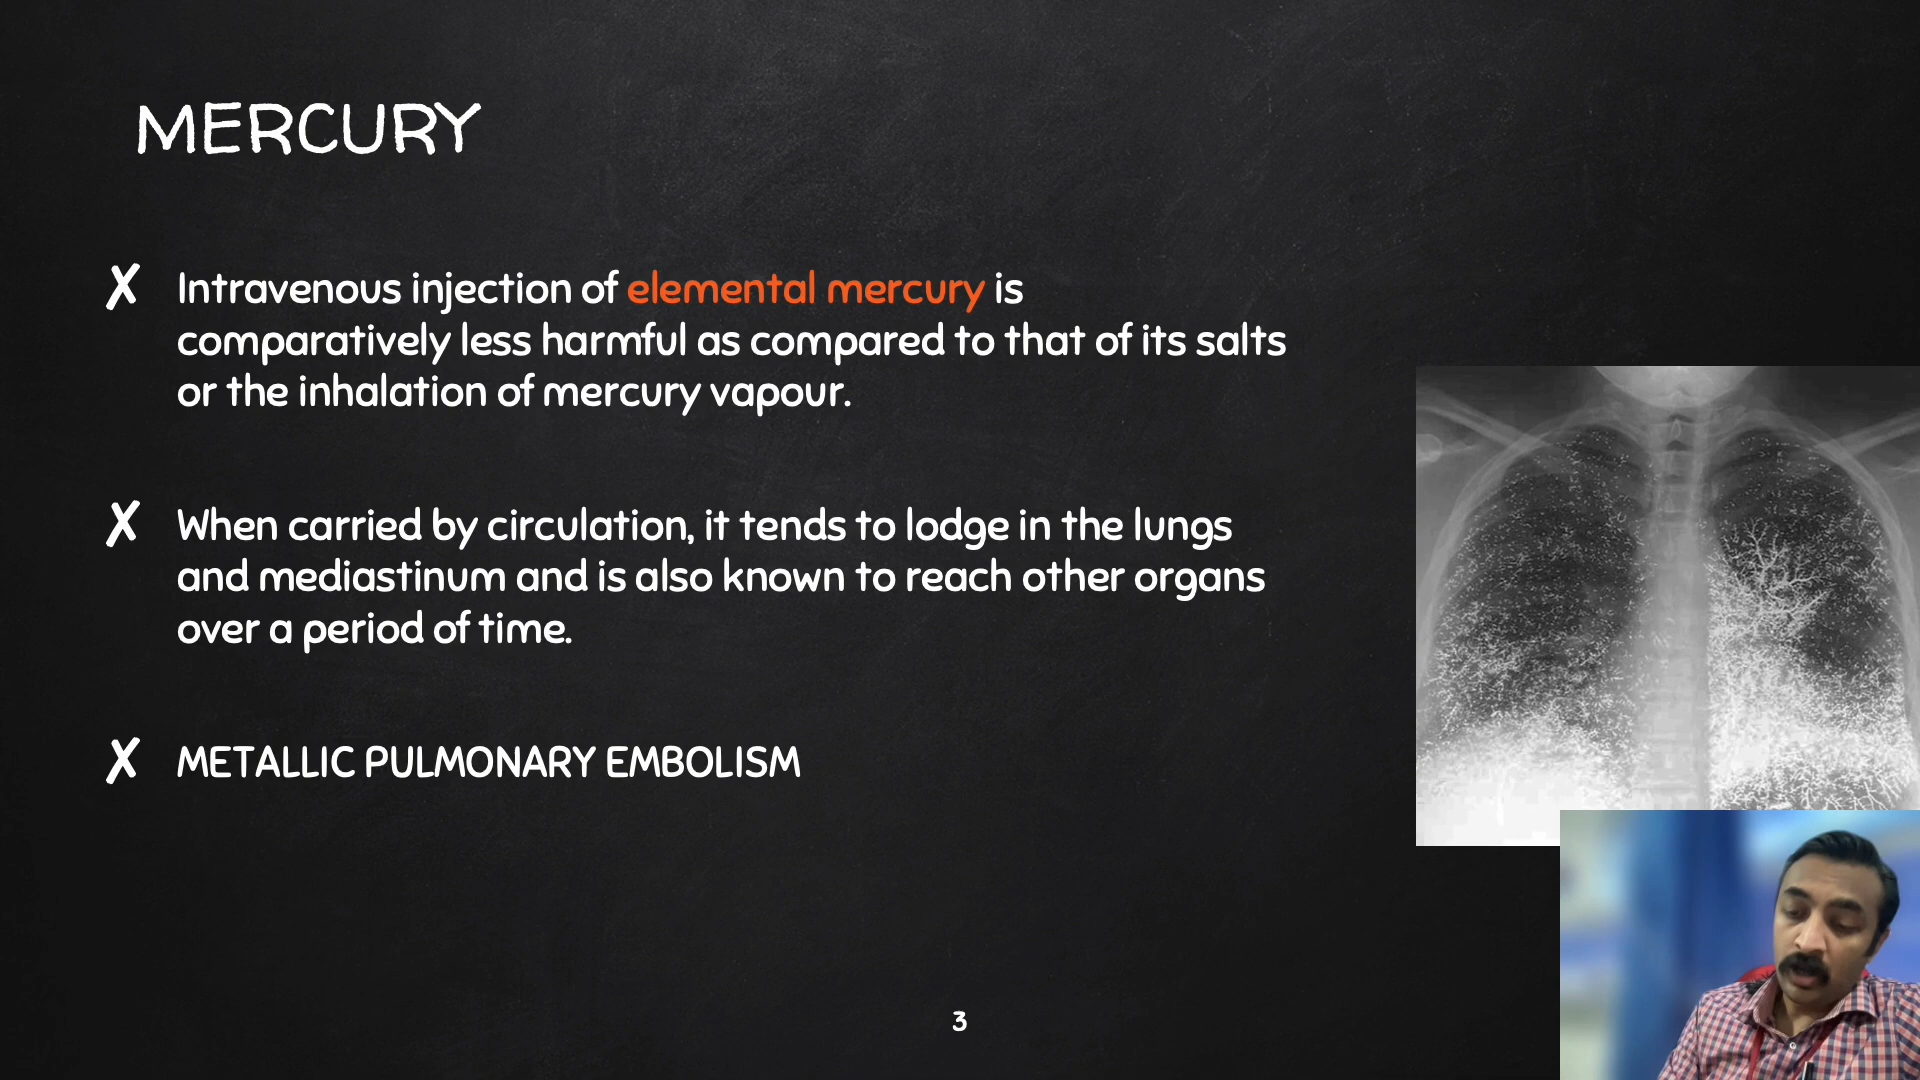 MERCURY
✗ Intravenous injection of elemental mercury is
comparatively less harmful as compared to that of its salts
or the inhalation of mercury vapour.
✗ When carried by circulation, it tends to lodge in the lungs
and mediastinum and is also known to reach other organs
over a period of time.
✗ METALLIC PULMONARY EMBOLISM
3